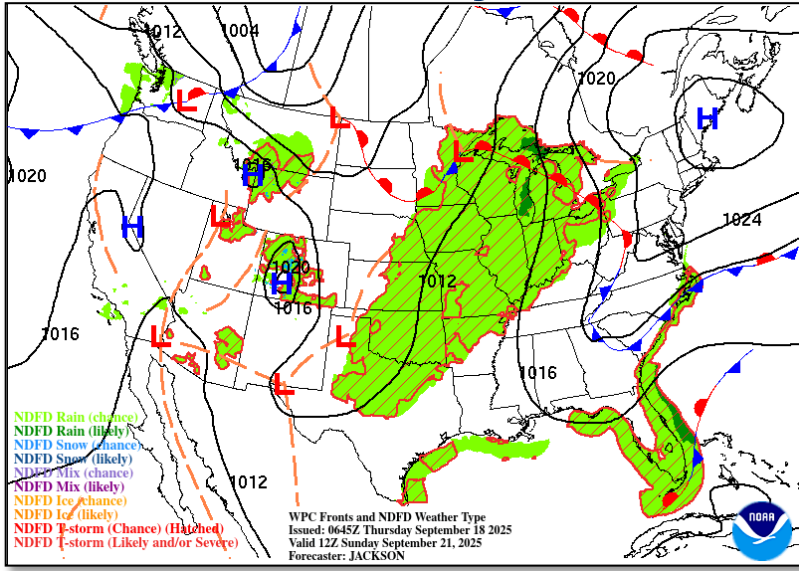 1012
1004
1020
H
L
L
L
1016
H
1020
L
H
1024
1020
H
1012
1016
1016
L
L
1016
L
NDFD Rain (chance)
NDFD Rain (likely)
NDFD Snow (chance)
NDFD Snow (likely)
NDFD Mix (chance)
NDFD Mix (likely)
NDFD Ice (chance)
NDFD Ice (likely)
NDFD T-storm (Chance) (Hatched)
NDFD T-storm (Likely and/or Severe)
1012
WPC Fronts and NDFD Weather Type
Issued: 0645Z Thursday September 18 2025
Valid 12Z Sunday September 21, 2025
Forecaster: JACKSON
NOAA